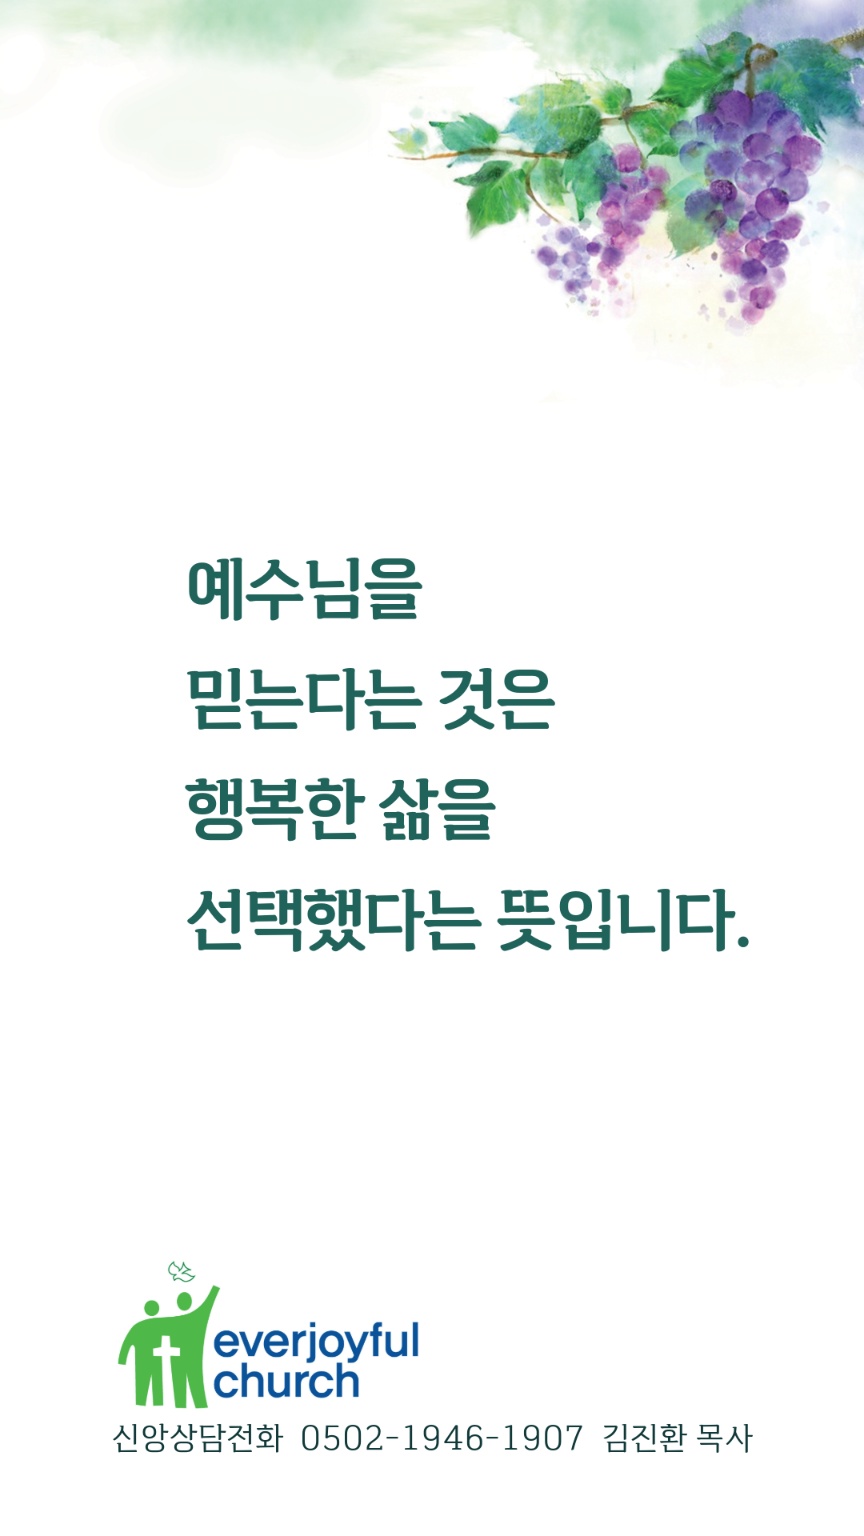 예수님을
믿는다는 것은
행복한 삶을
선택했다는 뜻입니다.
everjoyful
church
신앙상담전화 0502-1946-1907 김진환 목사